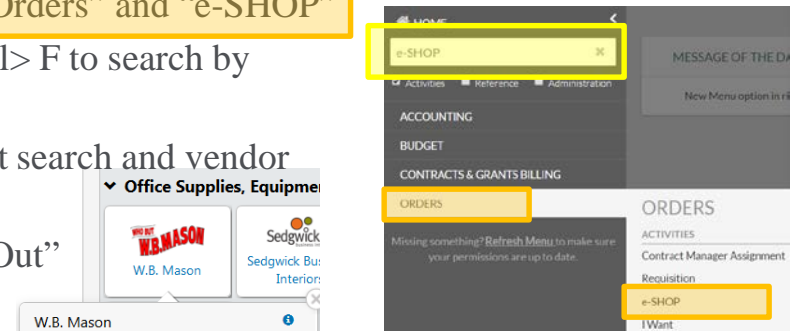 Orders” and “e-SHOP”
l> F to search by
t search and vendor
Out”
Office Supplies, Equipme
WHO BUT
W.B.MASON
W.B. Mason
Sedgwick
Sedgwick Bus
Interiors
W.B. Mason
HOME
e-SHOP
Activities Reference Administration
ACCOUNTING
BUDGET
CONTRACTS & GRANTS BILLING
ORDERS
Missing something? Refresh Menu to make sure
your permissions are up to date.
MESSAGE OF THE DA
New Menu option in ri
ORDERS
ACTIVITIES
Contract Manager Assignment
Requisition
e-SHOP
I Want